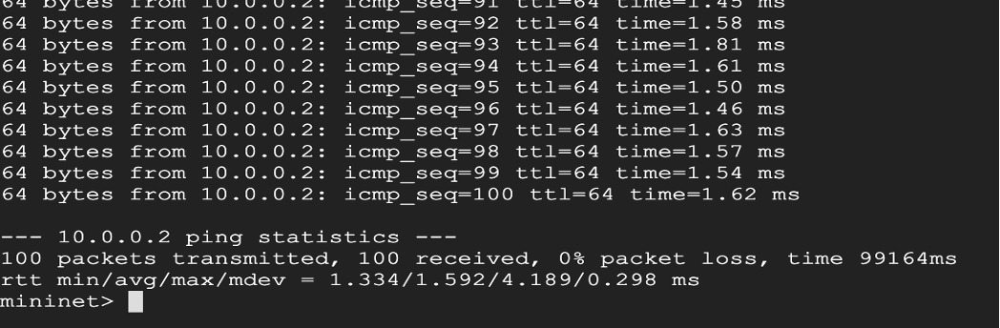 64 bytes from 10.0.0.2: icmp_seq=91 ttl=64 time=1.45 ms
64 bytes from 10.0.0.2: icmp_seq=92 ttl=64 time=1.58 ms
64 bytes from 10.0.0.2: icmp_seq=93 ttl=64 time=1.81 ms
64 bytes from 10.0.0.2: icmp_seq=94 ttl=64 time=1.61 ms
64 bytes from 10.0.0.2: icmp_seq=95 ttl=64 time=1.50 ms
64 bytes from 10.0.0.2: icmp_seq=96 ttl=64 time=1.46 ms
64 bytes from 10.0.0.2: icmp_seq=97 ttl=64 time=1.63 ms
64 bytes from 10.0.0.2: icmp_seq=98 ttl=64 time=1.57 ms
64 bytes from 10.0.0.2: icmp_seq=99 ttl=64 time=1.54 ms
64 bytes from 10.0.0.2: icmp_seq=100 ttl=64 time=1.62 ms
--- 10.0.0.2 ping statistics ---
100 packets transmitted, 100 received, 0% packet loss, time 99164ms
rtt min/avg/max/mdev = 1.334/1.592/4.189/0.298 ms
mininet>